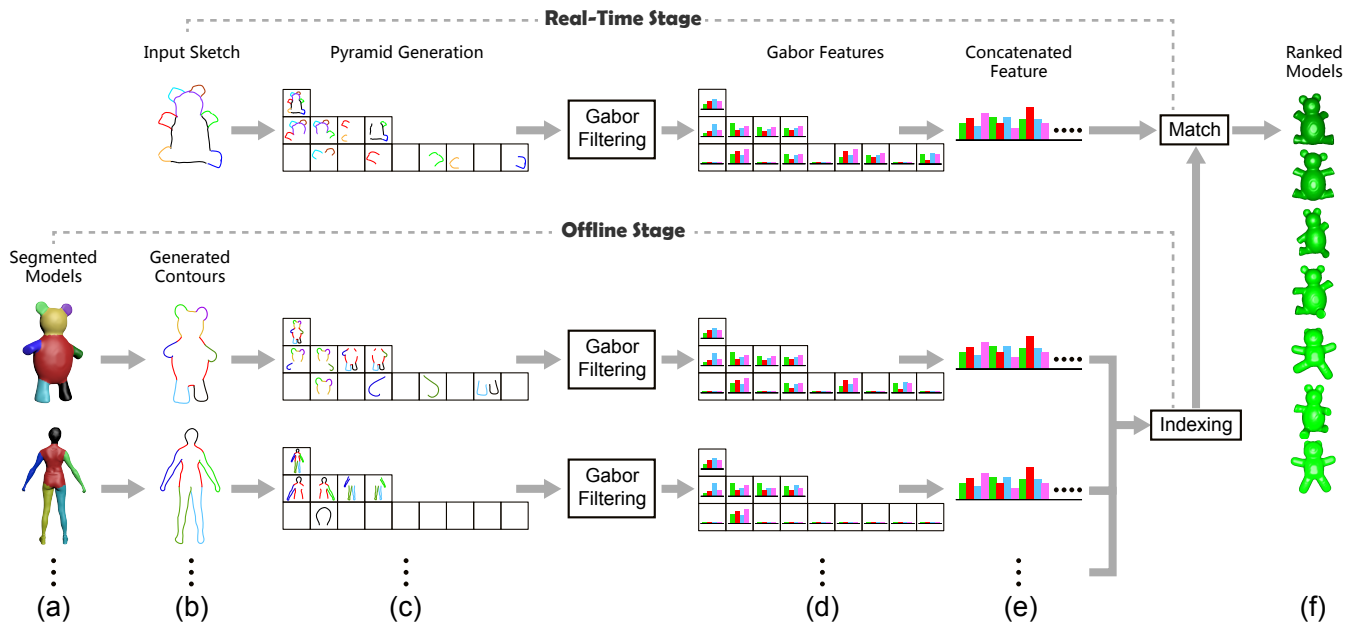 Real-Time Stage
Input Sketch
Pyramid Generation
Gabor Features
Concatenated
Feature
Ranked
Models
Gabor
Filtering
Match
Offline Stage
Segmented
Models
Generated
Contours
Gabor
Filtering
Indexing
Gabor
Filtering
(a)
(b)
(c)
(d)
(e)
(f)